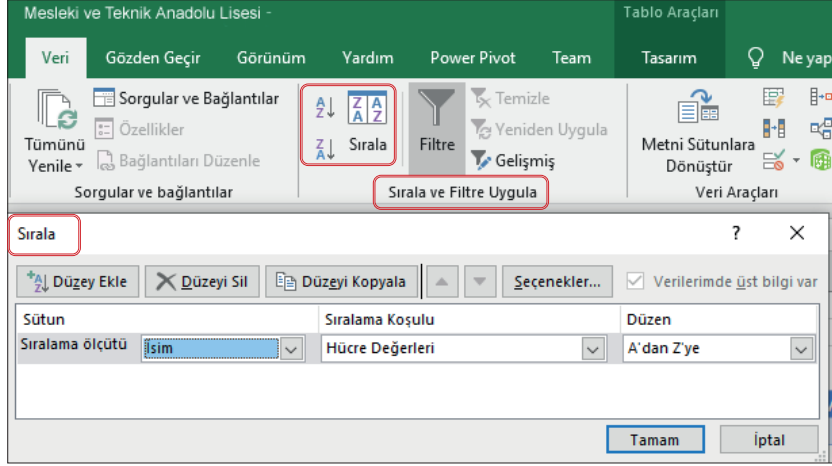 Mesleki ve Teknik Anadolu Lisesi -
Tablo Araçları
Veri Gözden Geçir Görünüm Yardım Power Pivot Team Tasarım Ne yap
Tümünü Yenile
Sorgular ve Bağlantılar
Özellikler
Bağlantıları Düzenle
Sorgular ve bağlantılar
Sırala
Filtre
Temizle
Yeniden Uygula
Gelişmiş
Sırala ve Filtre Uygula
Metni Sütunlara
Dönüştür
Veri Araçları
Sırala
?
Düzey Ekle Düzeyi Sil Düzeyi Kopyala Seçenekler... Verilerimde üst bilgi var
Sütun Sıralama Koşulu Düzen
Sıralama ölçütü İsim Hücre Değerleri A'dan Z'ye
Tamam İptal